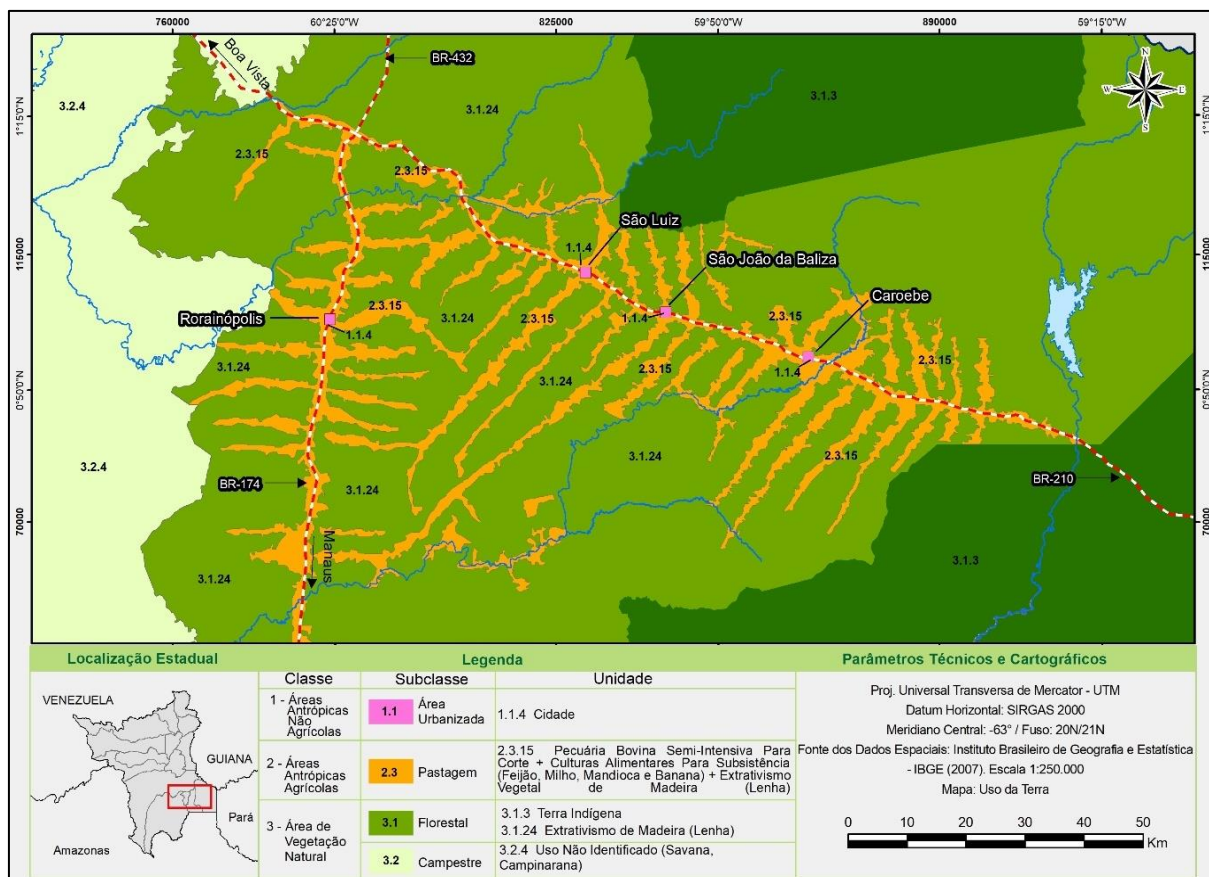 760000
60°25'0"W
825000
59°50'0"W
890000
59°15'0"W
Boa Vista
BR-432
N
W
E
S
3.2.4
3.1.24
3.1.3
1°15'0"N
1°15'0"N
2.3.15
2.3.15
3.1.24
São Luiz
115000
115000
1.1.4
São João da Baliza
Caroebe
Rorainópolis
2.3.15
1.1.4
3.1.24
2.3.15
1.1.4
2.3.15
3.1.24
3.1.24
2.3.15
1.1.4
2.3.15
0°50'0"N
0°50'0"N
3.2.4
BR-174
3.1.24
3.1.24
2.3.15
BR-210
70000
70000
Manaus
3.1.24
3.1.3
Localização Estadual
VENEZUELA
GUIANA
Pará
Amazonas
Legenda
Classe
Subclasse
Unidade
1 - Áreas
Antrópicas
Não
Agrícolas
1.1
Área
Urbanizada
1.1.4 Cidade
2 - Áreas
Antrópicas
Agrícolas
2.3
Pastagem
2.3.15 Pecuária Bovina Semi-Intensiva Para
Corte + Culturas Alimentares Para Subsistência
(Feijão, Milho, Mandioca e Banana) + Extrativismo
Vegetal de Madeira (Lenha)
3 - Área de
Vegetação
Natural
3.1
Florestal
3.1.3 Terra Indígena
3.1.24 Extrativismo de Madeira (Lenha)
3.2
Campestre
3.2.4 Uso Não Identificado (Savana,
Campinarana)
Parâmetros Técnicos e Cartográficos
Proj. Universal Transversa de Mercator - UTM
Datum Horizontal: SIRGAS 2000
Meridiano Central: -63° / Fuso: 20N/21N
Fonte dos Dados Espaciais: Instituto Brasileiro de Geografia e Estatística
- IBGE (2007). Escala 1:250.000
Mapa: Uso da Terra
0 10 20 30 40 50
Km